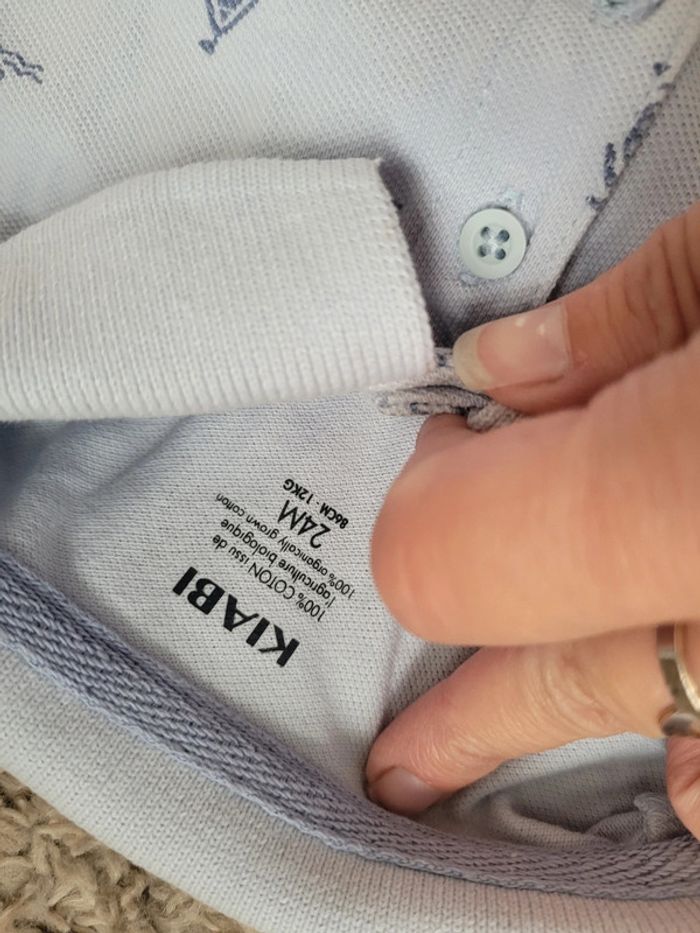 KIABI
100% COTON issu de
l'agriculture biologique
100% organically grown cotton
24M
86CM - 12KG